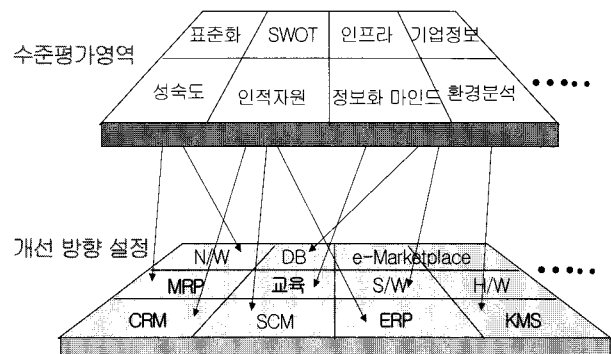 표준화 SWOT 인프라 기업정보
수준평가영역
성숙도 인적자원 정보화 마인드 환경분석
개선 방향 설정
N/W DB e-Marketplace
MRP 교육 S/W H/W
CRM SCM ERP KMS